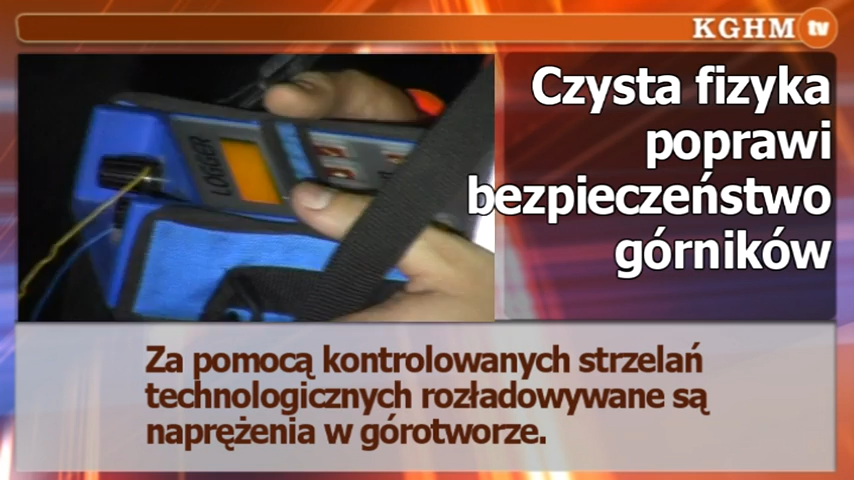 KGHM tv
LOGGER
Czysta fizyka
poprawi
bezpieczeństwo
górników
Za pomocą kontrolowanych strzelań
technologicznych rozładowywane są
naprężenia w górotworze.